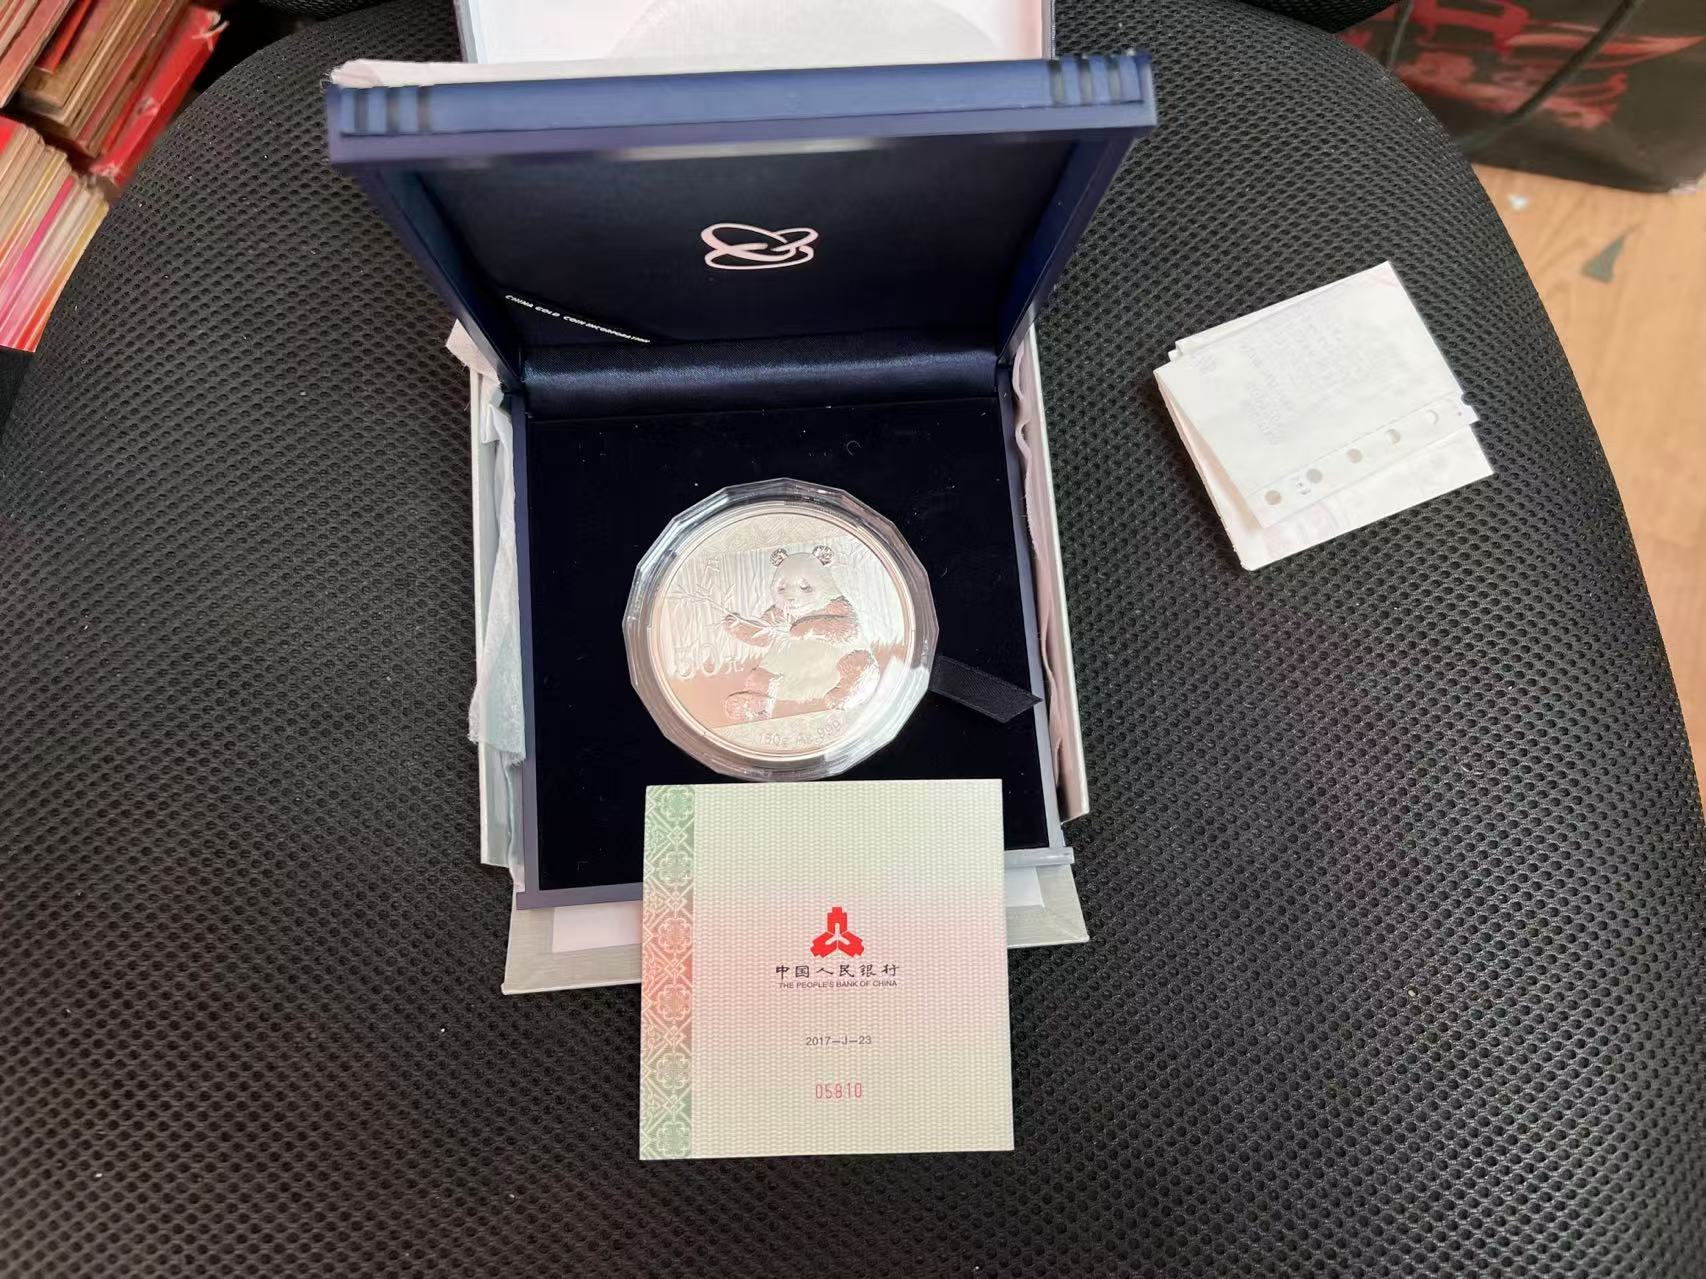 CHINA GOLD COIN INCORPORATION
50元
150g Ag.999
中国人民银行
THE PEOPLE'S BANK OF CHINA
2017-J-23
05810